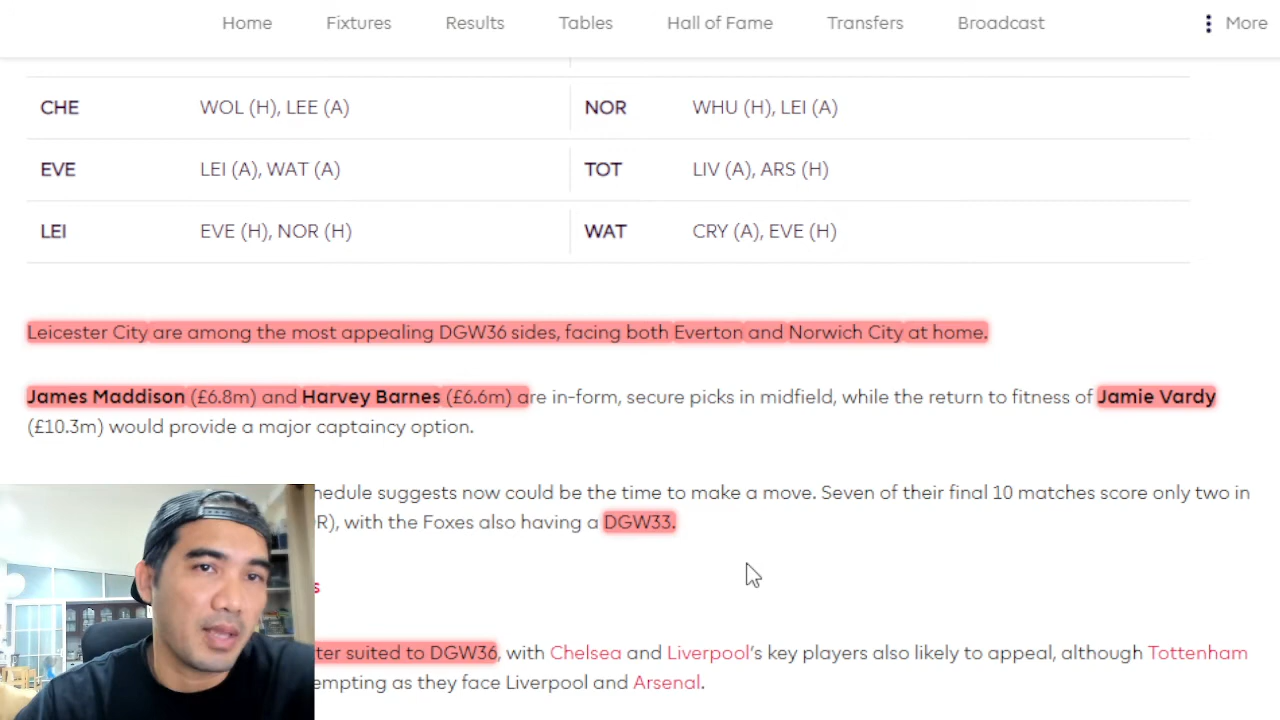 Home Fixtures Results Tables Hall of Fame Transfers Broadcast More
CHE WOL (H), LEE (A) NOR WHU (H), LEI (A)
EVE LEI (A), WAT (A) TOT LIV (A), ARS (H)
LEI EVE (H), NOR (H) WAT CRY (A), EVE (H)
Leicester City are among the most appealing DGW36 sides, facing both Everton and Norwich City at home.
James Maddison (£6.8m) and Harvey Barnes (£6.6m) are in-form, secure picks in midfield, while the return to fitness of Jamie Vardy
(£10.3m) would provide a major captaincy option.
hedule suggests now could be the time to make a move. Seven of their final 10 matches score only two in
R), with the Foxes also having a DGW33.
s
ter suited to DGW36, with Chelsea and Liverpool's key players also likely to appeal, although Tottenham
empting as they face Liverpool and Arsenal.